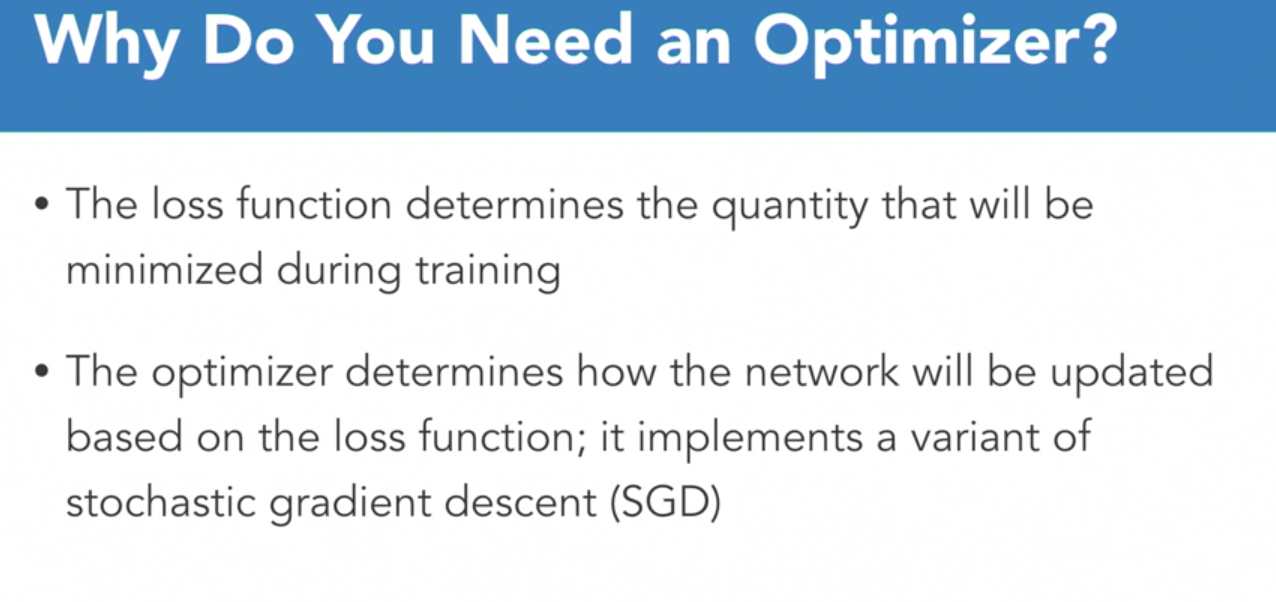 Why Do You Need an Optimizer?
• The loss function determines the quantity that will be
minimized during training
• The optimizer determines how the network will be updated
based on the loss function; it implements a variant of
stochastic gradient descent (SGD)